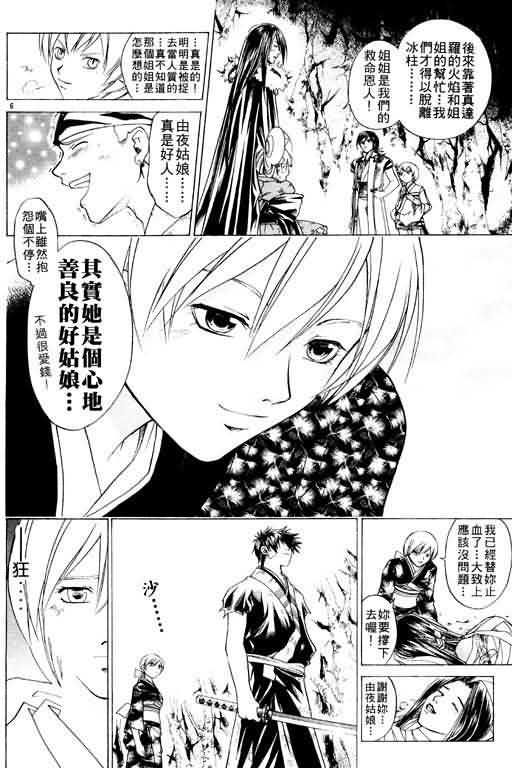 後來靠著真達
羅的火焰和姐
姐的幫忙…我
們才得以脫離
冰柱……
姐姐是我們的
救命恩人！
…真是的！
明明是被捉
去當人質的
…真不知道
那個姐姐是
怎麼想的…
6
由夜姑娘…
真是好人…
嘴上雖然抱
怨個不停…
其實她是個心地
善良的好姑娘…
不過很愛錢！
我已經替妳止
血了…大致上
應該沒問題…
妳要撐下
去喔！
謝謝妳…
由夜姑娘…
沙…
…狂…